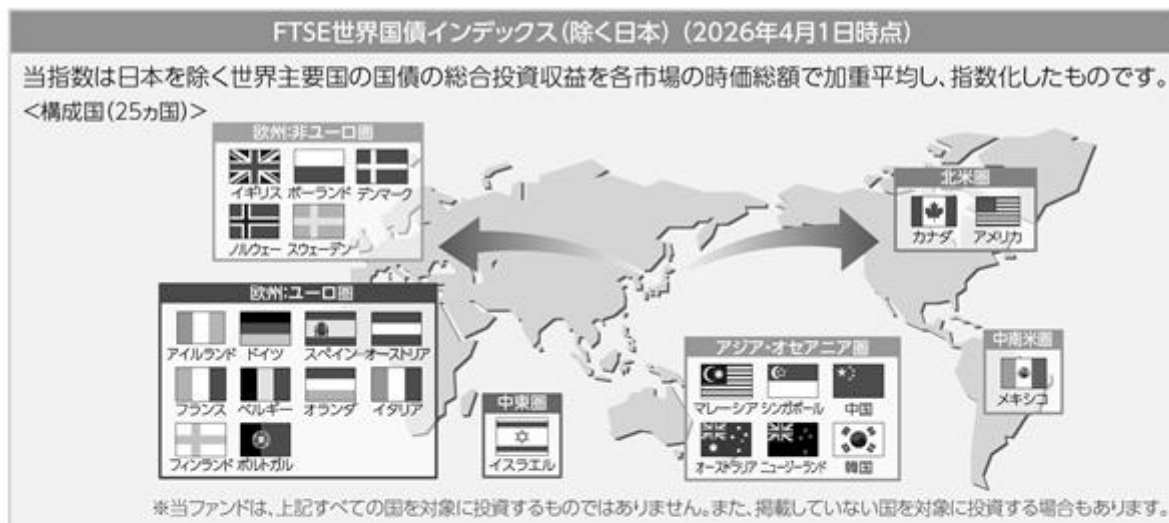 FTSE世界国債インデックス（除く日本）（2026年4月1日時点）
当指数は日本を除く世界主要国の国債の総合投資収益を各市場の時価総額で加重平均し、指数化したものです。
＜構成国（25ヵ国）＞
欧州：非ユーロ圏
イギリス ポーランド デンマーク
ノルウェー スウェーデン
北米圏
カナダ アメリカ
欧州：ユーロ圏
アイルランド ドイツ スペイン オーストリア
フランス ベルギー オランダ イタリア
フィンランド ポルトガル
中東圏
イスラエル
アジア・オセアニア圏
マレーシア シンガポール 中国
オーストラリア ニュージーランド 韓国
中南米圏
メキシコ
※当ファンドは、上記すべての国を対象に投資するものではありません。また、掲載していない国を対象に投資する場合もあります。